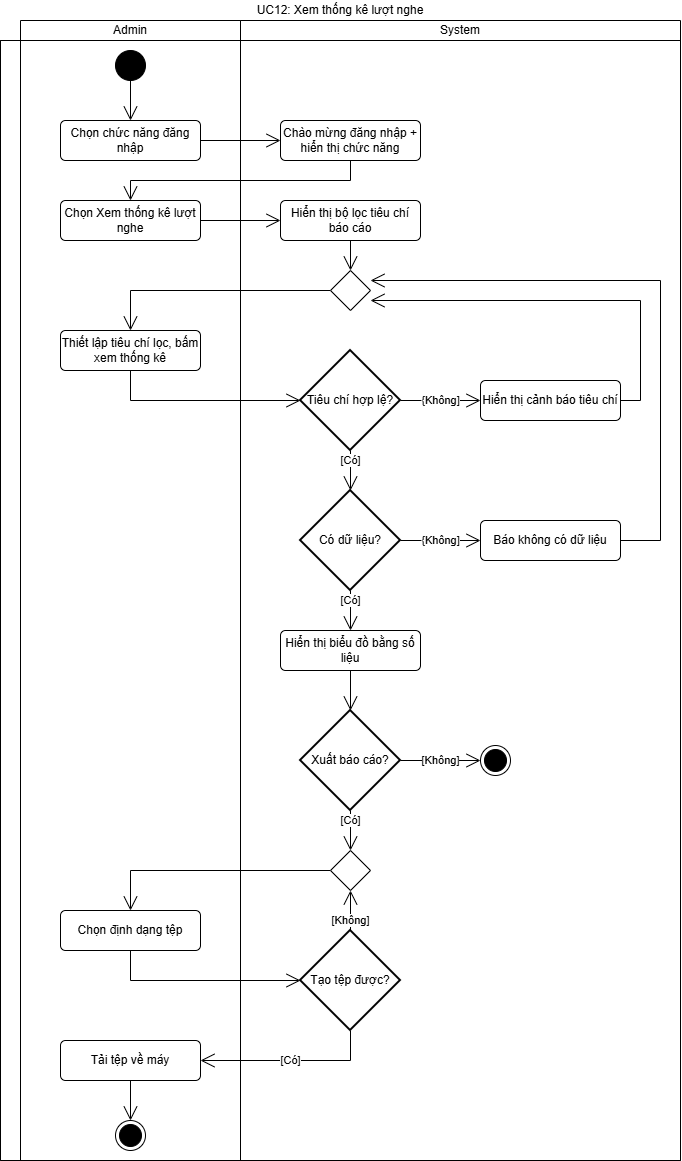 UC12: Xem thống kê lượt nghe
Admin
System
Chọn chức năng đăng
nhập
Chảo mừng đăng nhập +
hiển thị chức năng
Chọn Xem thống kê lượt
nghe
Hiển thị bộ lọc tiêu chí
báo cáo
Thiết lập tiêu chí lọc, bấm
xem thống kê
Tiêu chí hợp lệ?
[Không]
Hiển thị cảnh báo tiêu chí
[Có]
Có dữ liệu?
[Không]
Báo không có dữ liệu
[Có]
Hiển thị biểu đồ bằng số
liệu
Xuất báo cáo?
[Không]
[Có]
Chọn định dạng tệp
[Không]
Tạo tệp được?
Tải tệp về máy
[Có]